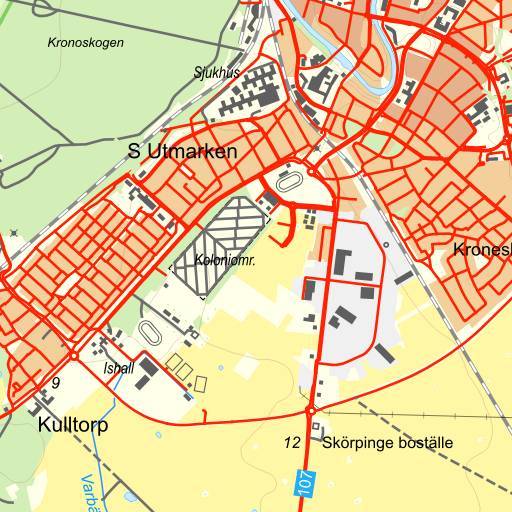 Kronoskogen
Sjukhus
S Utmarken
Kronesk
Koloniomr.
Ishall
9
Kulltorp
12
Skörpinge boställe
107
Varbä